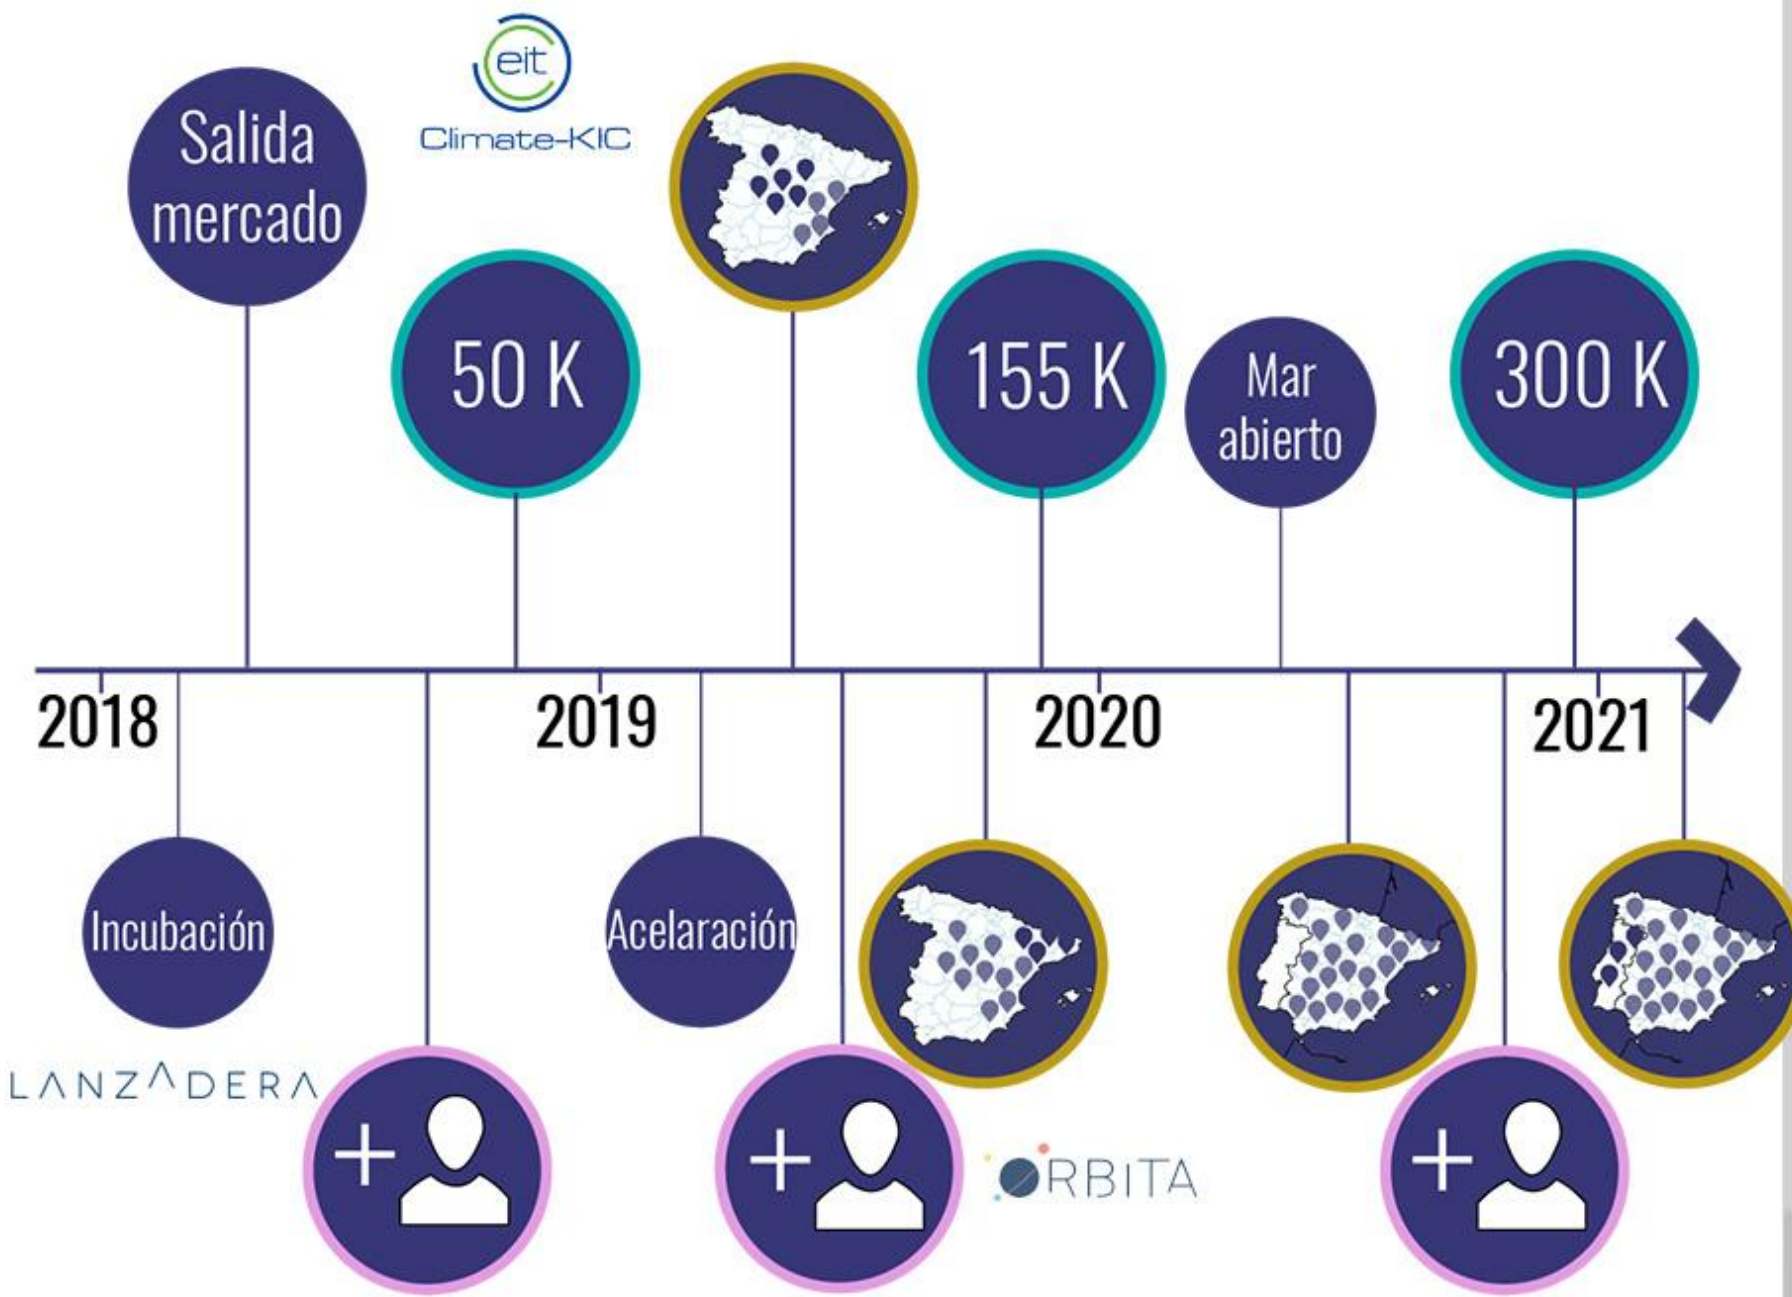 eit
Climate-KIC
Salida
mercado
50 K
155 K
Mar
abierto
300 K
2018
2019
2020
2021
Incubación
Acelaración
LANZADERA
ORBITA